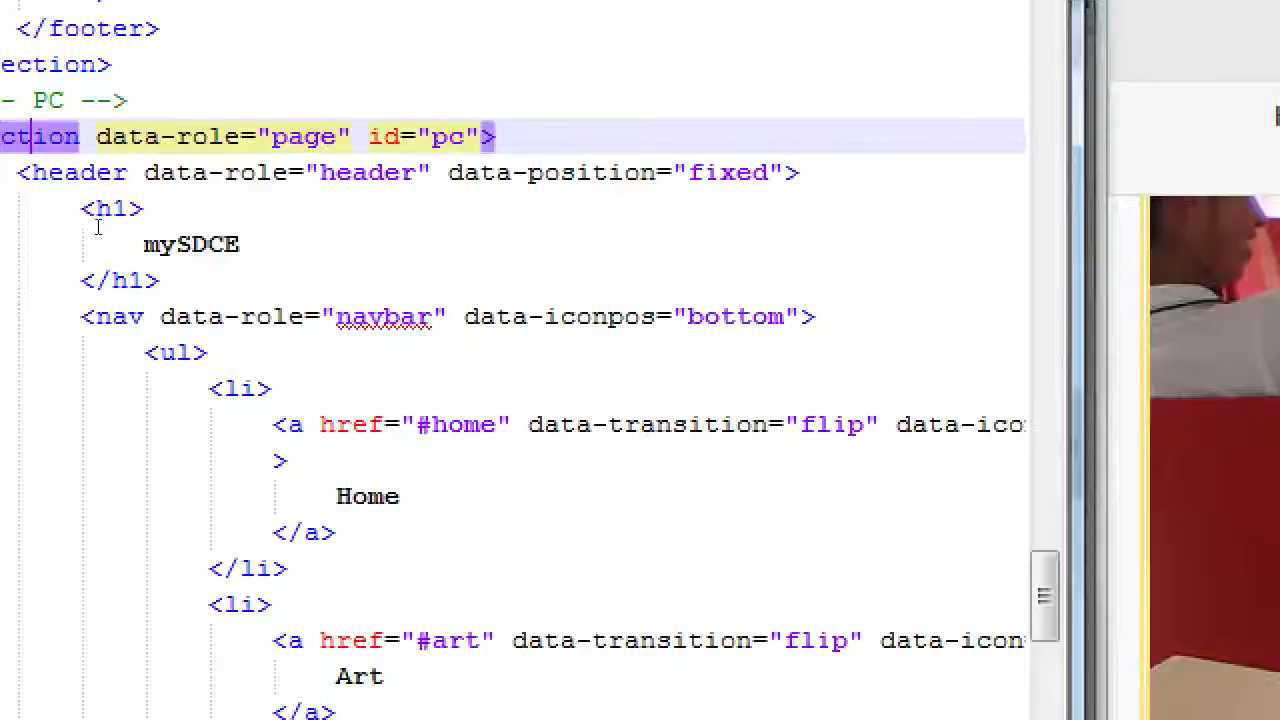 </footer>
ection>
- PC -->
ction data-role="page" id="pc">
<header data-role="header" data-position="fixed">
<h1>
mySDCE
</h1>
<nav data-role="navbar" data-iconpos="bottom">
<ul>
<li>
<a href="#home" data-transition="flip" data-ico
>
Home
</a>
</li>
<li>
<a href="#art" data-transition="flip" data-icon
Art
</a>